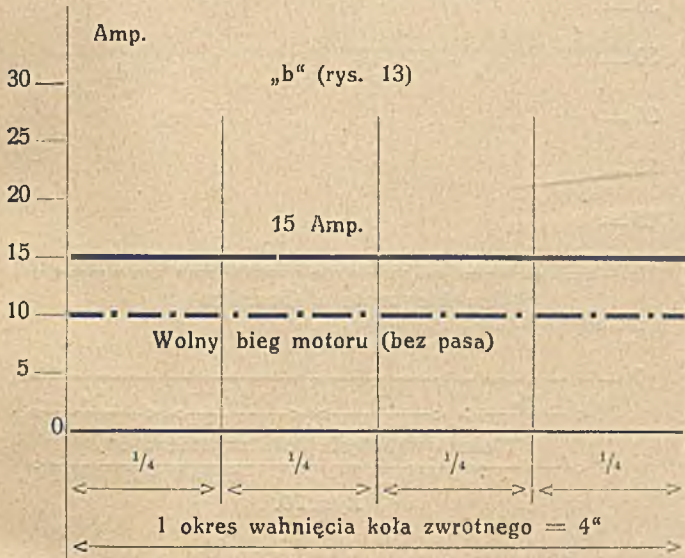 Amp.
„b“ (rys. 13)
30
25
20
15 Amp.
15
10
Wolny bieg motoru (bez pasa)
5
0
1/4 1/4 1/4 1/4
1 okres wahnięcia koła zwrotnego = 4“